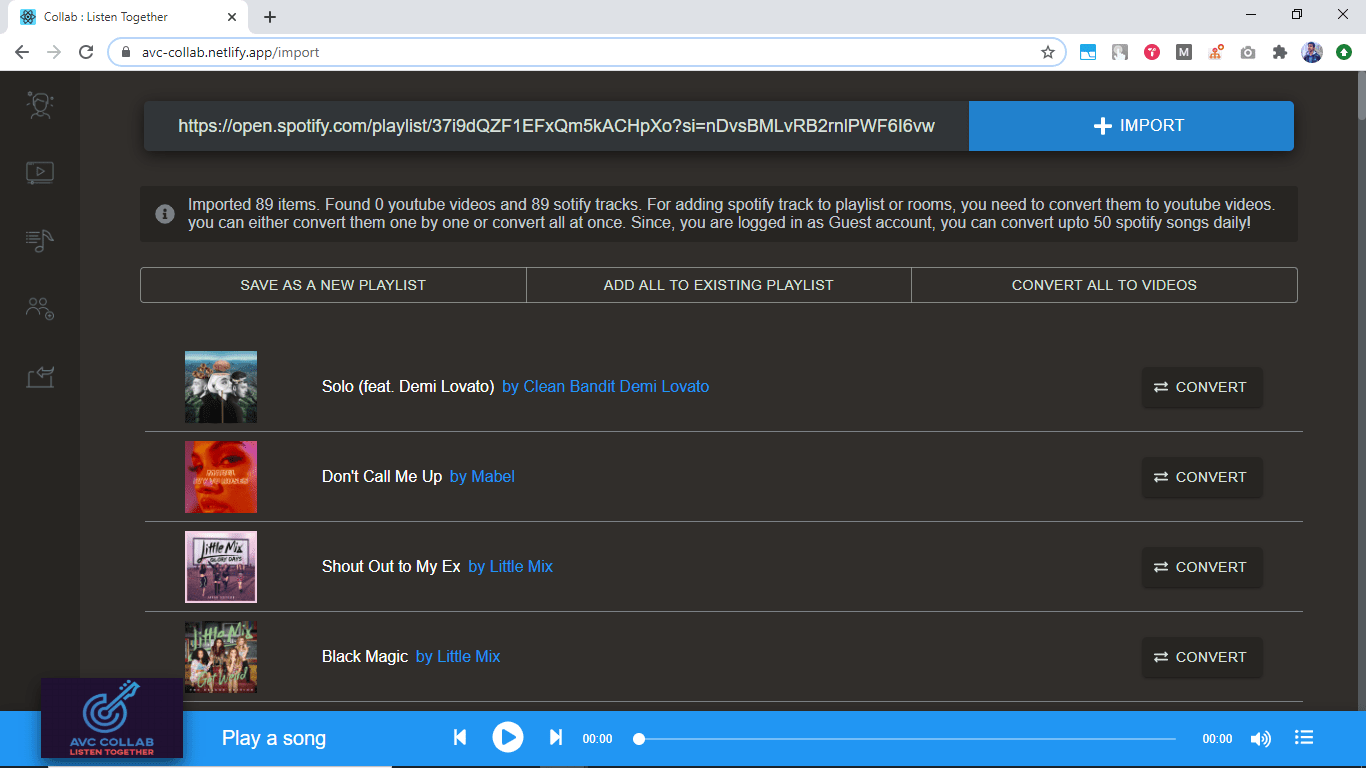 Collab : Listen Together
avc-collab.netlify.app/import
M
https://open.spotify.com/playlist/37i9dQZF1EFxQm5kACHpXo?si=nDvsBMLvRB2rnlPWF6I6vw
IMPORT
Imported 89 items. Found 0 youtube videos and 89 sotify tracks. For adding spotify track to playlist or rooms, you need to convert them to youtube videos.
you can either convert them one by one or convert all at once. Since, you are logged in as Guest account, you can convert upto 50 spotify songs daily!
SAVE AS A NEW PLAYLIST
ADD ALL TO EXISTING PLAYLIST
CONVERT ALL TO VIDEOS
Solo (feat. Demi Lovato) by Clean Bandit Demi Lovato
CONVERT
Don't Call Me Up by Mabel
CONVERT
Little Mix
GLORY DAYS
Shout Out to My Ex by Little Mix
CONVERT
Little Mix
Get Weird
Black Magic by Little Mix
CONVERT
AVC COLLAB
LISTEN TOGETHER
Play a song
00:00
00:00